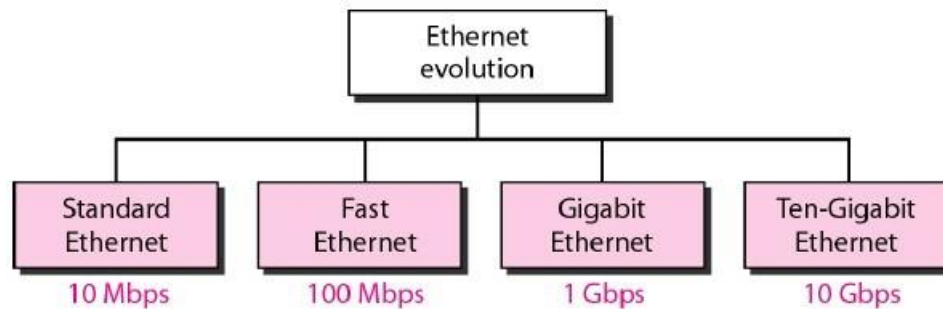 Ethernet
evolution
Standard
Ethernet
Fast
Ethernet
Gigabit
Ethernet
Ten-Gigabit
Ethernet
10 Mbps
100 Mbps
1 Gbps
10 Gbps